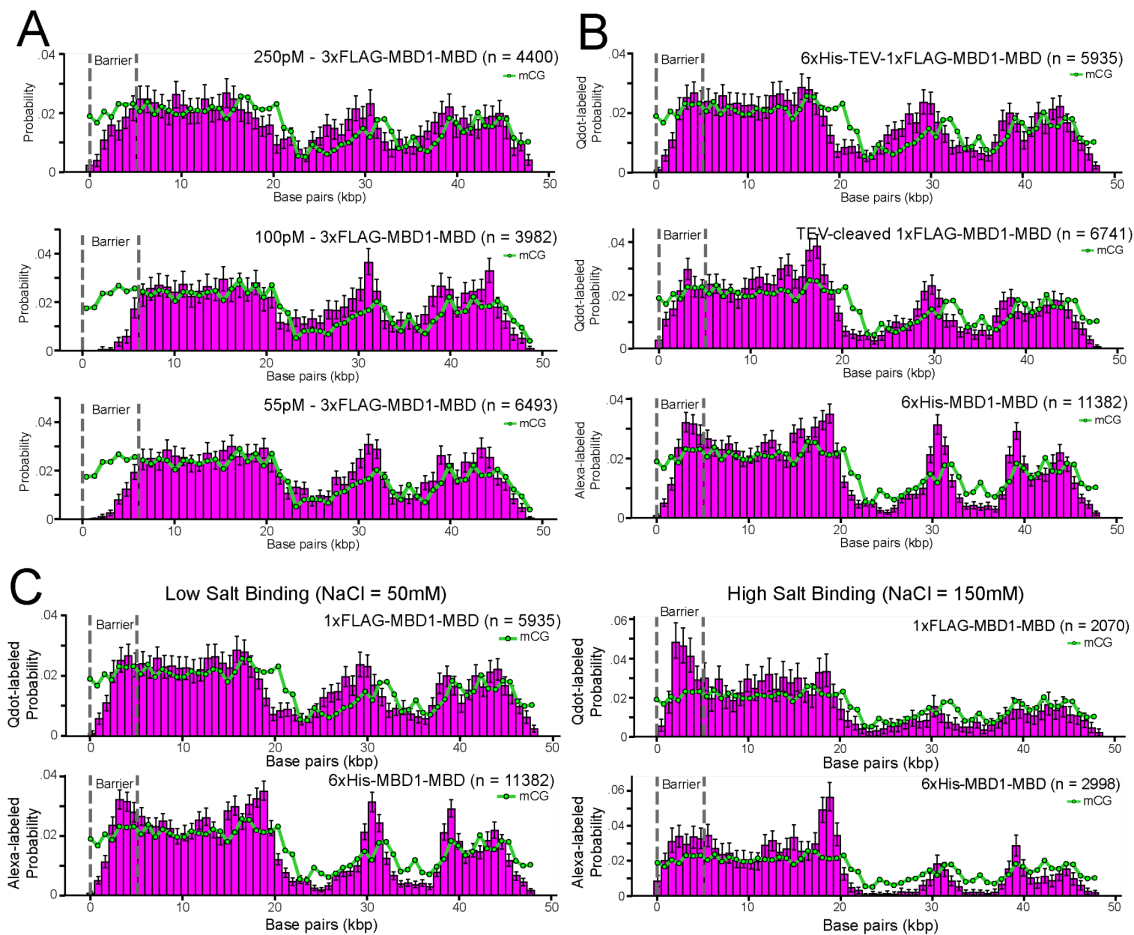 A
250pM - 3xFLAG-MBD1-MBD (n = 4400)
mCG
Barrier
Probability
.04
.02
0
0 10 20 30 40 50
Base pairs (kbp)
100pM - 3xFLAG-MBD1-MBD (n = 3982)
mCG
Barrier
Probability
.04
.02
0
0 10 20 30 40 50
Base pairs (kbp)
55pM - 3xFLAG-MBD1-MBD (n = 6493)
mCG
Barrier
Probability
.04
.02
0
0 10 20 30 40 50
Base pairs (kbp)
B
6xHis-TEV-1xFLAG-MBD1-MBD (n = 5935)
mCG
Barrier
Qdot-labeled
Probability
.04
.02
0
0 10 20 30 40 50
Base pairs (kbp)
TEV-cleaved 1xFLAG-MBD1-MBD (n = 6741)
mCG
Barrier
Qdot-labeled
Probability
.04
.02
0
0 10 20 30 40 50
Base pairs (kbp)
6xHis-MBD1-MBD (n = 11382)
mCG
Barrier
Alexa-labeled
Probability
.04
.02
0
0 10 20 30 40 50
Base pairs (kbp)
C
Low Salt Binding (NaCl = 50mM)
1xFLAG-MBD1-MBD (n = 5935)
mCG
Barrier
Qdot-labeled
Probability
.04
.02
0
0 10 20 30 40 50
Base pairs (kbp)
6xHis-MBD1-MBD (n = 11382)
mCG
Barrier
Alexa-labeled
Probability
.04
.02
0
0 10 20 30 40 50
Base pairs (kbp)
High Salt Binding (NaCl = 150mM)
1xFLAG-MBD1-MBD (n = 2070)
mCG
Barrier
Qdot-labeled
Probability
.06
.04
.02
0
0 10 20 30 40 50
Base pairs (kbp)
6xHis-MBD1-MBD (n = 2998)
mCG
Barrier
Alexa-labeled
Probability
.06
.04
.02
0
0 10 20 30 40 50
Base pairs (kbp)